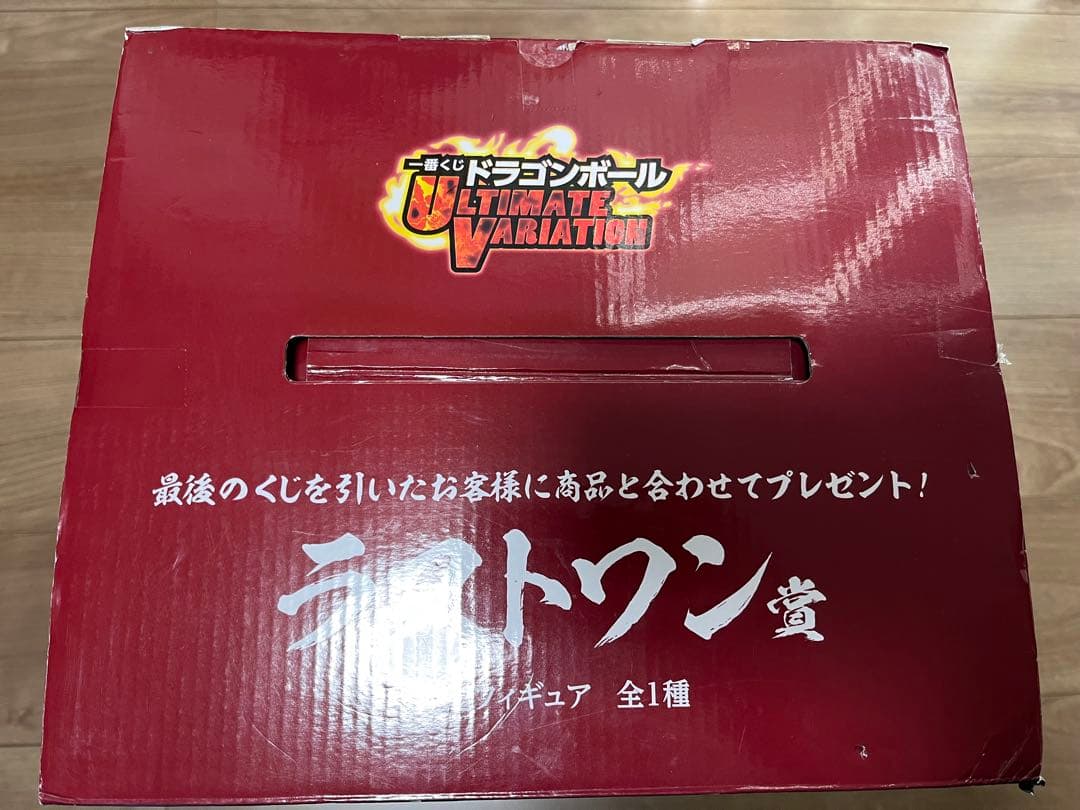 一番くじ ドラゴンボール
ULTIMATE
VARIATION
最後のくじを引いたお客様に商品と合わせてプレゼント!
ラストワン賞
フィギュア 全1種